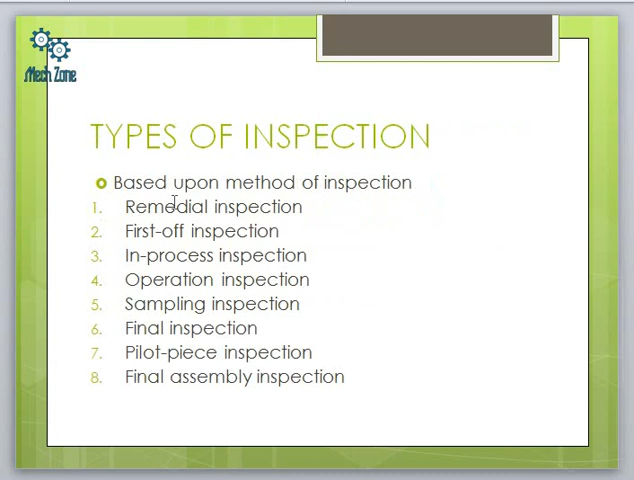 Mech Zone
TYPES OF INSPECTION
Based upon method of inspection
1. Remedial inspection
2. First-off inspection
3. In-process inspection
4. Operation inspection
5. Sampling inspection
6. Final inspection
7. Pilot-piece inspection
8. Final assembly inspection